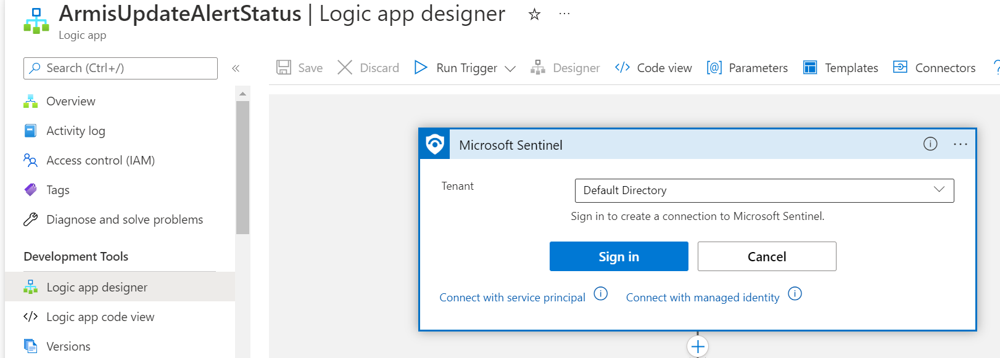 ArmisUpdateAlertStatus | Logic app designer ☆ ...
Logic app
Search (Ctrl+/) «
Save Discard Run Trigger Designer </> Code view [@] Parameters Templates Connectors ?
Overview
Activity log
Access control (IAM)
Tags
Diagnose and solve problems
Development Tools
Logic app designer
</> Logic app code view
Versions
Microsoft Sentinel ...
Tenant Default Directory
Sign in to create a connection to Microsoft Sentinel.
Sign in Cancel
Connect with service principal Connect with managed identity